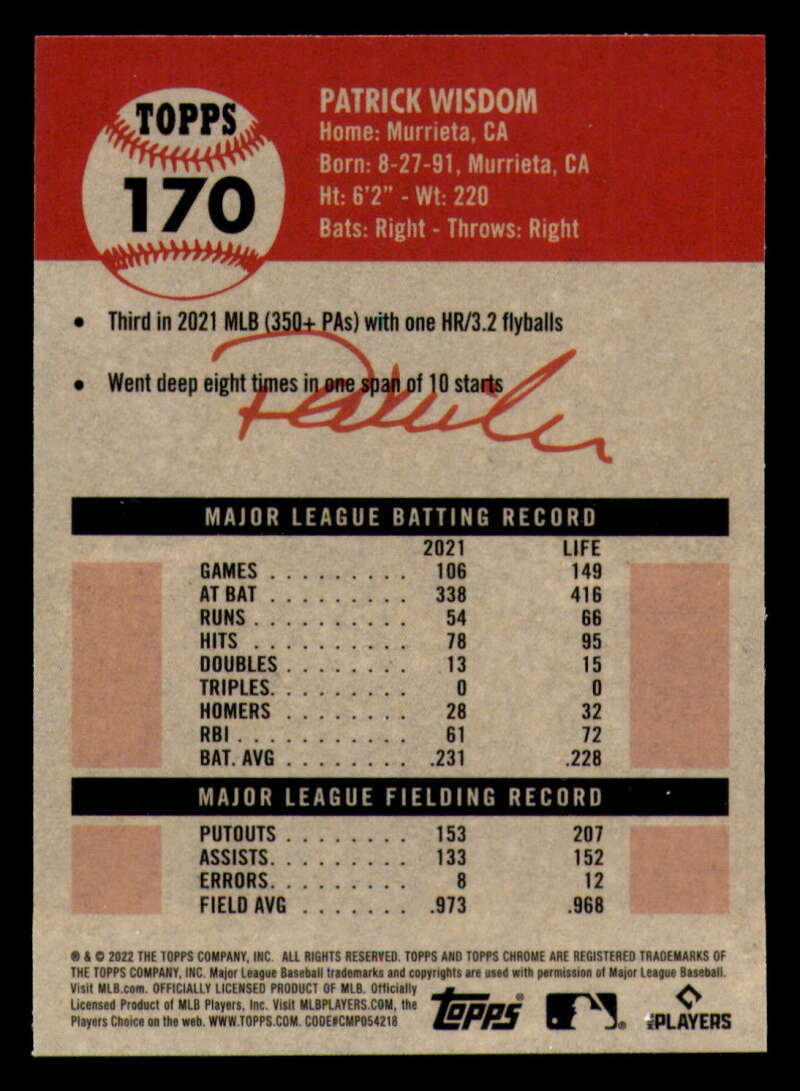 TOPPS
170
PATRICK WISDOM
Home: Murrieta, CA
Born: 8-27-91, Murrieta, CA
Ht: 6'2" - Wt: 220
Bats: Right - Throws: Right
• Third in 2021 MLB (350+ PAs) with one HR/3.2 flyballs
• Went deep eight times in one span of 10 starts
MAJOR LEAGUE BATTING RECORD
2021 LIFE
GAMES . . . . . . . . . 106 149
AT BAT . . . . . . . . . 338 416
RUNS . . . . . . . . . . 54 66
HITS . . . . . . . . . . 78 95
DOUBLES . . . . . . . . 13 15
TRIPLES. . . . . . . . . 0 0
HOMERS . . . . . . . . 28 32
RBI . . . . . . . . . . . 61 72
BAT. AVG . . . . . . . . .231 .228
MAJOR LEAGUE FIELDING RECORD
PUTOUTS . . . . . . . . 153 207
ASSISTS. . . . . . . . . 133 152
ERRORS. . . . . . . . . 8 12
FIELD AVG . . . . . . . .973 .968
® & © 2022 THE TOPPS COMPANY, INC. ALL RIGHTS RESERVED. TOPPS AND TOPPS CHROME ARE REGISTERED TRADEMARKS OF
THE TOPPS COMPANY, INC. Major League Baseball trademarks and copyrights are used with permission of Major League Baseball.
Visit MLB.com. OFFICIALLY LICENSED PRODUCT OF MLB. Officially
Licensed Product of MLB Players, Inc. Visit MLBPLAYERS.COM, the
Players Choice on the web. WWW.TOPPS.COM. CODE#CMP054218
Topps®
PLAYERS